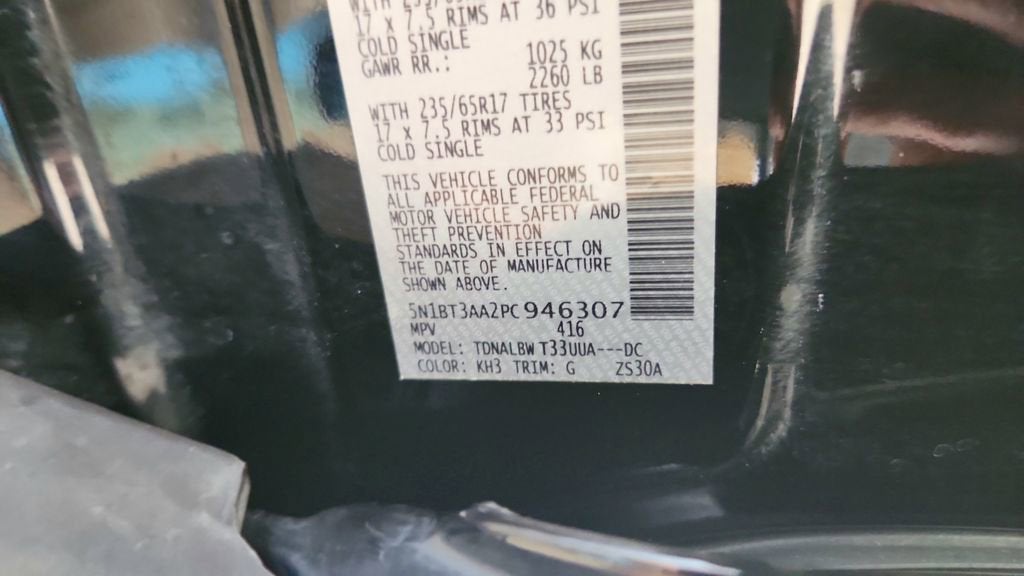 WITH 235/65R17
17 X 7.5 RIMS AT 36 PSI
COLD SINGLE
GAWR RR.: 1025 KG
2260 LB
WITH 235/65R17 TIRES
17 x 7.5 RIMS AT 33 PSI
COLD SINGLE
THIS VEHICLE CONFORMS TO
ALL APPLICABLE FEDERAL
MOTOR VEHICLE SAFETY AND
THEFT PREVENTION
STANDARDS IN EFFECT ON
THE DATE OF MANUFACTURE
SHOWN ABOVE.
5N1BT3AA2PC946307
MPV 416
MODEL: TDNALBW T33UUA---DC
COLOR: KH3 TRIM: G ZS30A